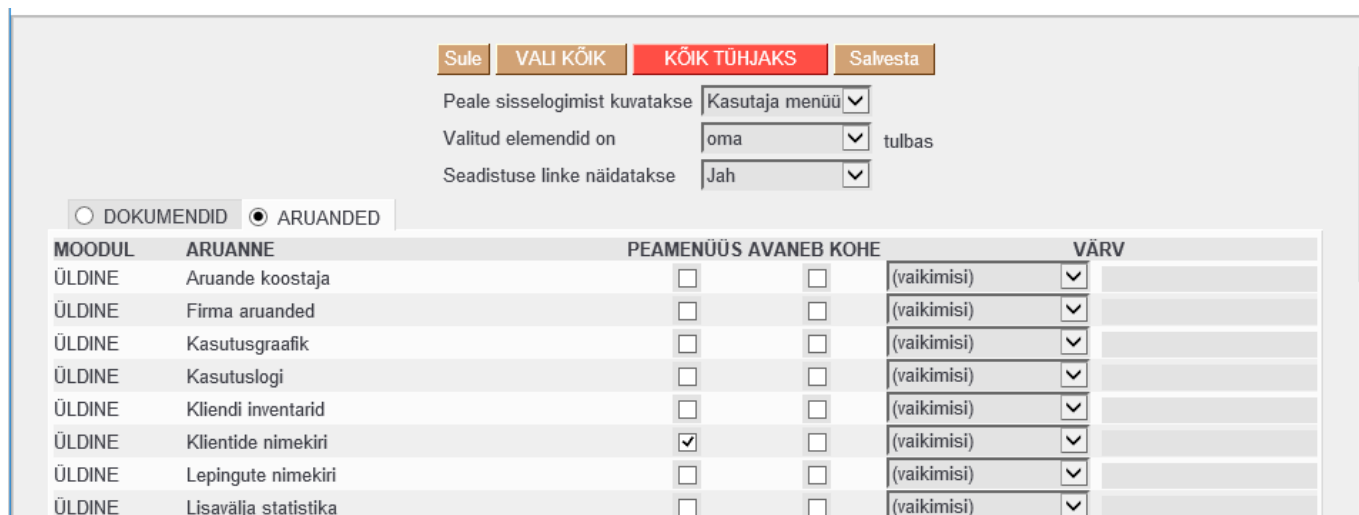 Sule VALI KÕIK KÕIK TÜHJAKS Salvesta
Peale sisselogimist kuvatakse Kasutaja menüü
Valitud elemendid on oma tulbas
Seadistuse linke näidatakse Jah
DOKUMENDID ARUANDED
MOODUL ARUANNE PEAMENÜÜS AVANEB KOHE VÄRV
ÜLDINE Aruande koostaja (vaikimisi)
ÜLDINE Firma aruanded (vaikimisi)
ÜLDINE Kasutusgraafik (vaikimisi)
ÜLDINE Kasutuslogi (vaikimisi)
ÜLDINE Kliendi inventarid (vaikimisi)
ÜLDINE Klientide nimekiri (vaikimisi)
ÜLDINE Lepingute nimekiri (vaikimisi)
ÜLDINE Lisavälja statistika (vaikimisi)